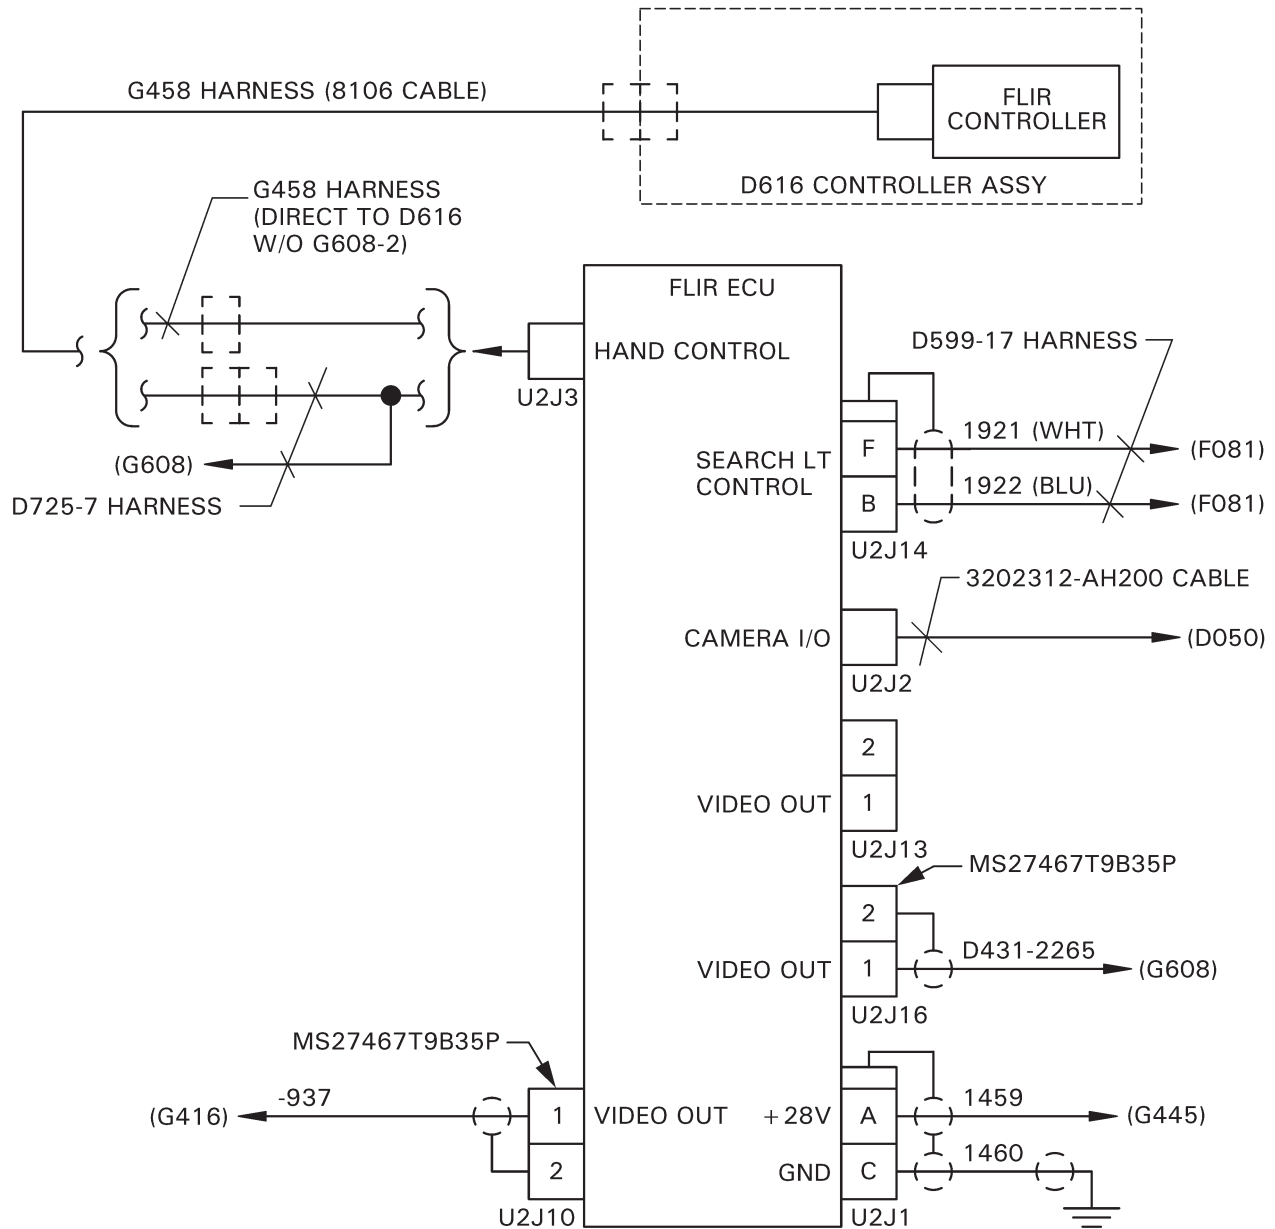 G458 HARNESS (8106 CABLE)
FLIR
CONTROLLER
D616 CONTROLLER ASSY
G458 HARNESS
(DIRECT TO D616
W/O G608-2)
FLIR ECU
HAND CONTROL
U2J3
(G608)
D725-7 HARNESS
D599-17 HARNESS
SEARCH LT
CONTROL
F
1921 (WHT)
(F081)
B
1922 (BLU)
(F081)
U2J14
3202312-AH200 CABLE
CAMERA I/O
(D050)
U2J2
2
VIDEO OUT
1
U2J13
MS27467T9B35P
2
VIDEO OUT
1
D431-2265
(G608)
U2J16
MS27467T9B35P
(G416)
-937
1
VIDEO OUT
2
U2J10
+28V
A
1459
(G445)
GND
C
1460
U2J1